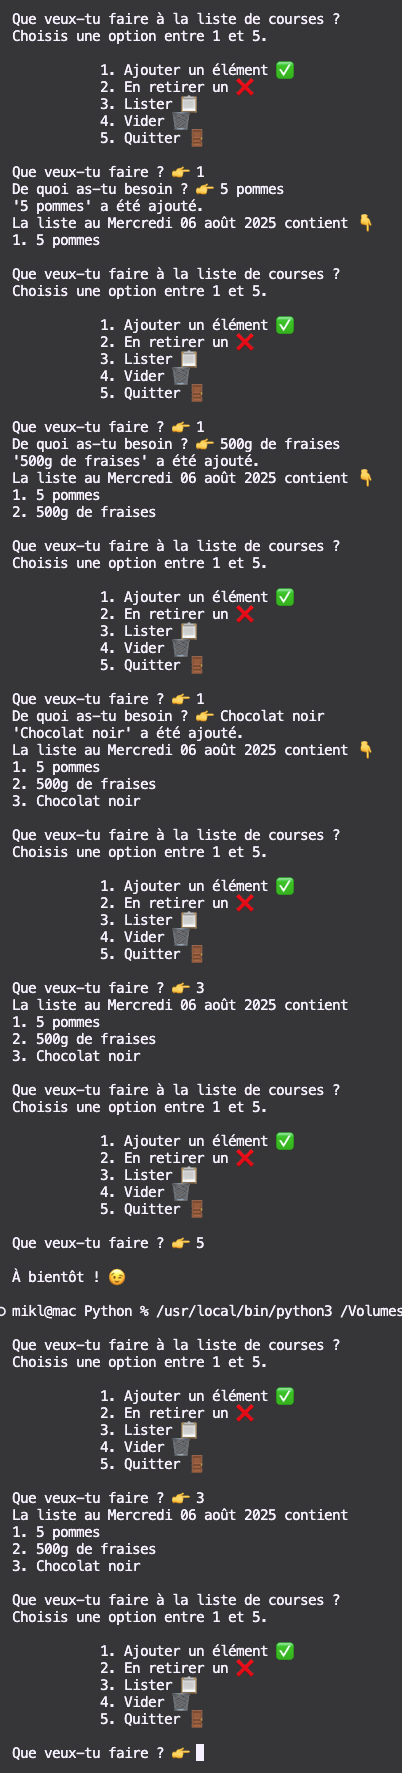 Que veux-tu faire à la liste de courses ?
Choisis une option entre 1 et 5.
1. Ajouter un élément ✅
2. En retirer un ❌
3. Lister 📋
4. Vider 🗑️
5. Quitter 🚪
Que veux-tu faire ? 👉 1
De quoi as-tu besoin ? 👉 5 pommes
'5 pommes' a été ajouté.
La liste au Mercredi 06 août 2025 contient 👇
1. 5 pommes
Que veux-tu faire à la liste de courses ?
Choisis une option entre 1 et 5.
1. Ajouter un élément ✅
2. En retirer un ❌
3. Lister 📋
4. Vider 🗑️
5. Quitter 🚪
Que veux-tu faire ? 👉 1
De quoi as-tu besoin ? 👉 500g de fraises
'500g de fraises' a été ajouté.
La liste au Mercredi 06 août 2025 contient 👇
1. 5 pommes
2. 500g de fraises
Que veux-tu faire à la liste de courses ?
Choisis une option entre 1 et 5.
1. Ajouter un élément ✅
2. En retirer un ❌
3. Lister 📋
4. Vider 🗑️
5. Quitter 🚪
Que veux-tu faire ? 👉 1
De quoi as-tu besoin ? 👉 Chocolat noir
'Chocolat noir' a été ajouté.
La liste au Mercredi 06 août 2025 contient 👇
1. 5 pommes
2. 500g de fraises
3. Chocolat noir
Que veux-tu faire à la liste de courses ?
Choisis une option entre 1 et 5.
1. Ajouter un élément ✅
2. En retirer un ❌
3. Lister 📋
4. Vider 🗑️
5. Quitter 🚪
Que veux-tu faire ? 👉 3
La liste au Mercredi 06 août 2025 contient
1. 5 pommes
2. 500g de fraises
3. Chocolat noir
Que veux-tu faire à la liste de courses ?
Choisis une option entre 1 et 5.
1. Ajouter un élément ✅
2. En retirer un ❌
3. Lister 📋
4. Vider 🗑️
5. Quitter 🚪
Que veux-tu faire ? 👉 5
À bientôt ! 😉
mikl@mac Python % /usr/local/bin/python3 /Volumes
Que veux-tu faire à la liste de courses ?
Choisis une option entre 1 et 5.
1. Ajouter un élément ✅
2. En retirer un ❌
3. Lister 📋
4. Vider 🗑️
5. Quitter 🚪
Que veux-tu faire ? 👉 3
La liste au Mercredi 06 août 2025 contient
1. 5 pommes
2. 500g de fraises
3. Chocolat noir
Que veux-tu faire à la liste de courses ?
Choisis une option entre 1 et 5.
1. Ajouter un élément ✅
2. En retirer un ❌
3. Lister 📋
4. Vider 🗑️
5. Quitter 🚪
Que veux-tu faire ? 👉